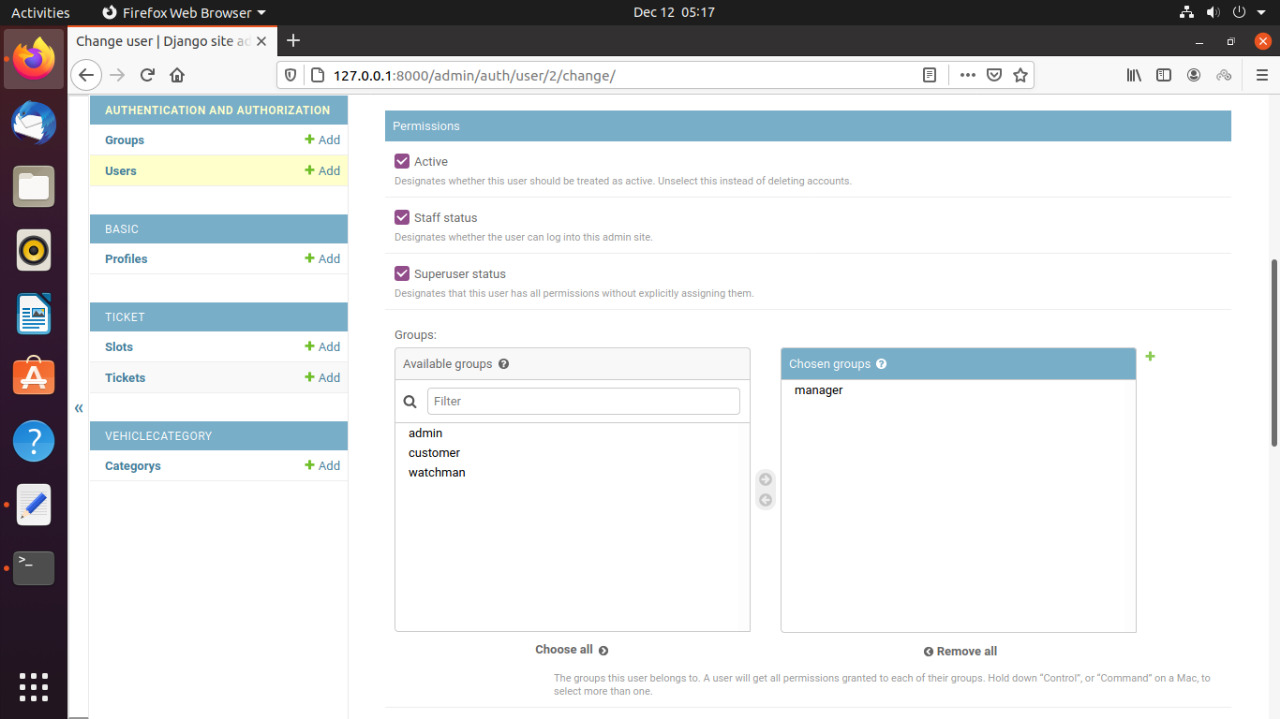 Activities
Firefox Web Browser
Dec 12 05:17
Change user | Django site ad
127.0.0.1:8000/admin/auth/user/2/change/
AUTHENTICATION AND AUTHORIZATION
Groups
+ Add
Users
+ Add
BASIC
Profiles
+ Add
TICKET
Slots
+ Add
Tickets
+ Add
«
VEHICLECATEGORY
Categorys
+ Add
Permissions
Active
Designates whether this user should be treated as active. Unselect this instead of deleting accounts.
Staff status
Designates whether the user can log into this admin site.
Superuser status
Designates that this user has all permissions without explicitly assigning them.
Groups:
Available groups ?
Filter
admin
customer
watchman
Choose all
Chosen groups ?
manager
Remove all
The groups this user belongs to. A user will get all permissions granted to each of their groups. Hold down “Control”, or “Command” on a Mac, to
select more than one.